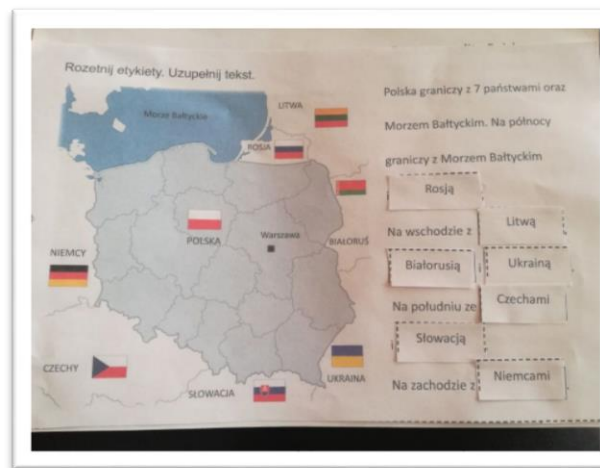 Rozetnij etykiety. Uzupełnij tekst.
Morze Bałtyckie
LITWA
ROSJA
BIAŁORUŚ
POLSKA
Warszawa
NIEMCY
CZECHY
SŁOWACJA
UKRAINA
Polska graniczy z 7 państwami oraz
Morzem Bałtyckim. Na północy
graniczy z Morzem Bałtyckim
Rosją
Na wschodzie z Litwą
Białorusią Ukrainą
Na południu ze Czechami
Słowacją
Na zachodzie z Niemcami